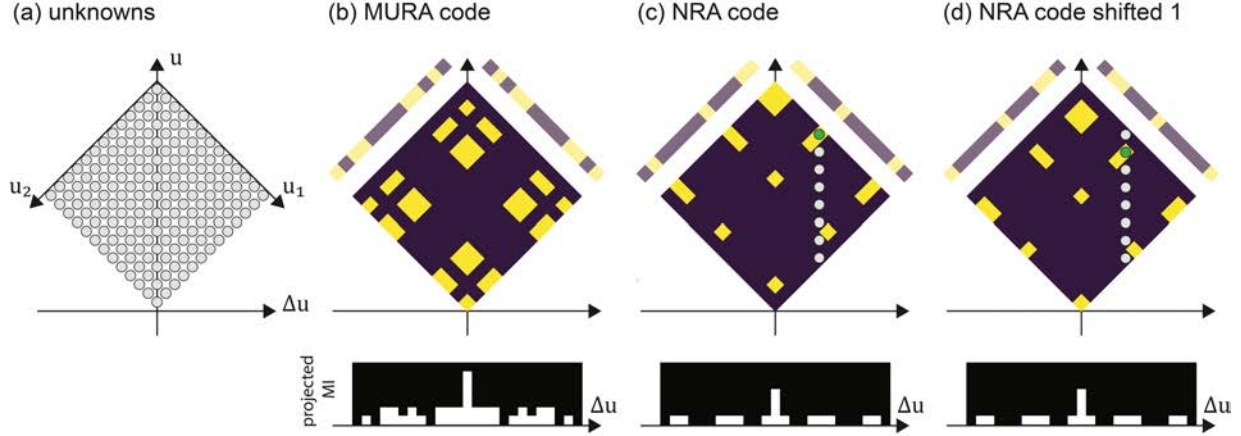 (a) unknowns
(b) MURA code
(c) NRA code
(d) NRA code shifted 1
u
u₂
u₁
Δu
projected
MI
Δu
Δu
Δu